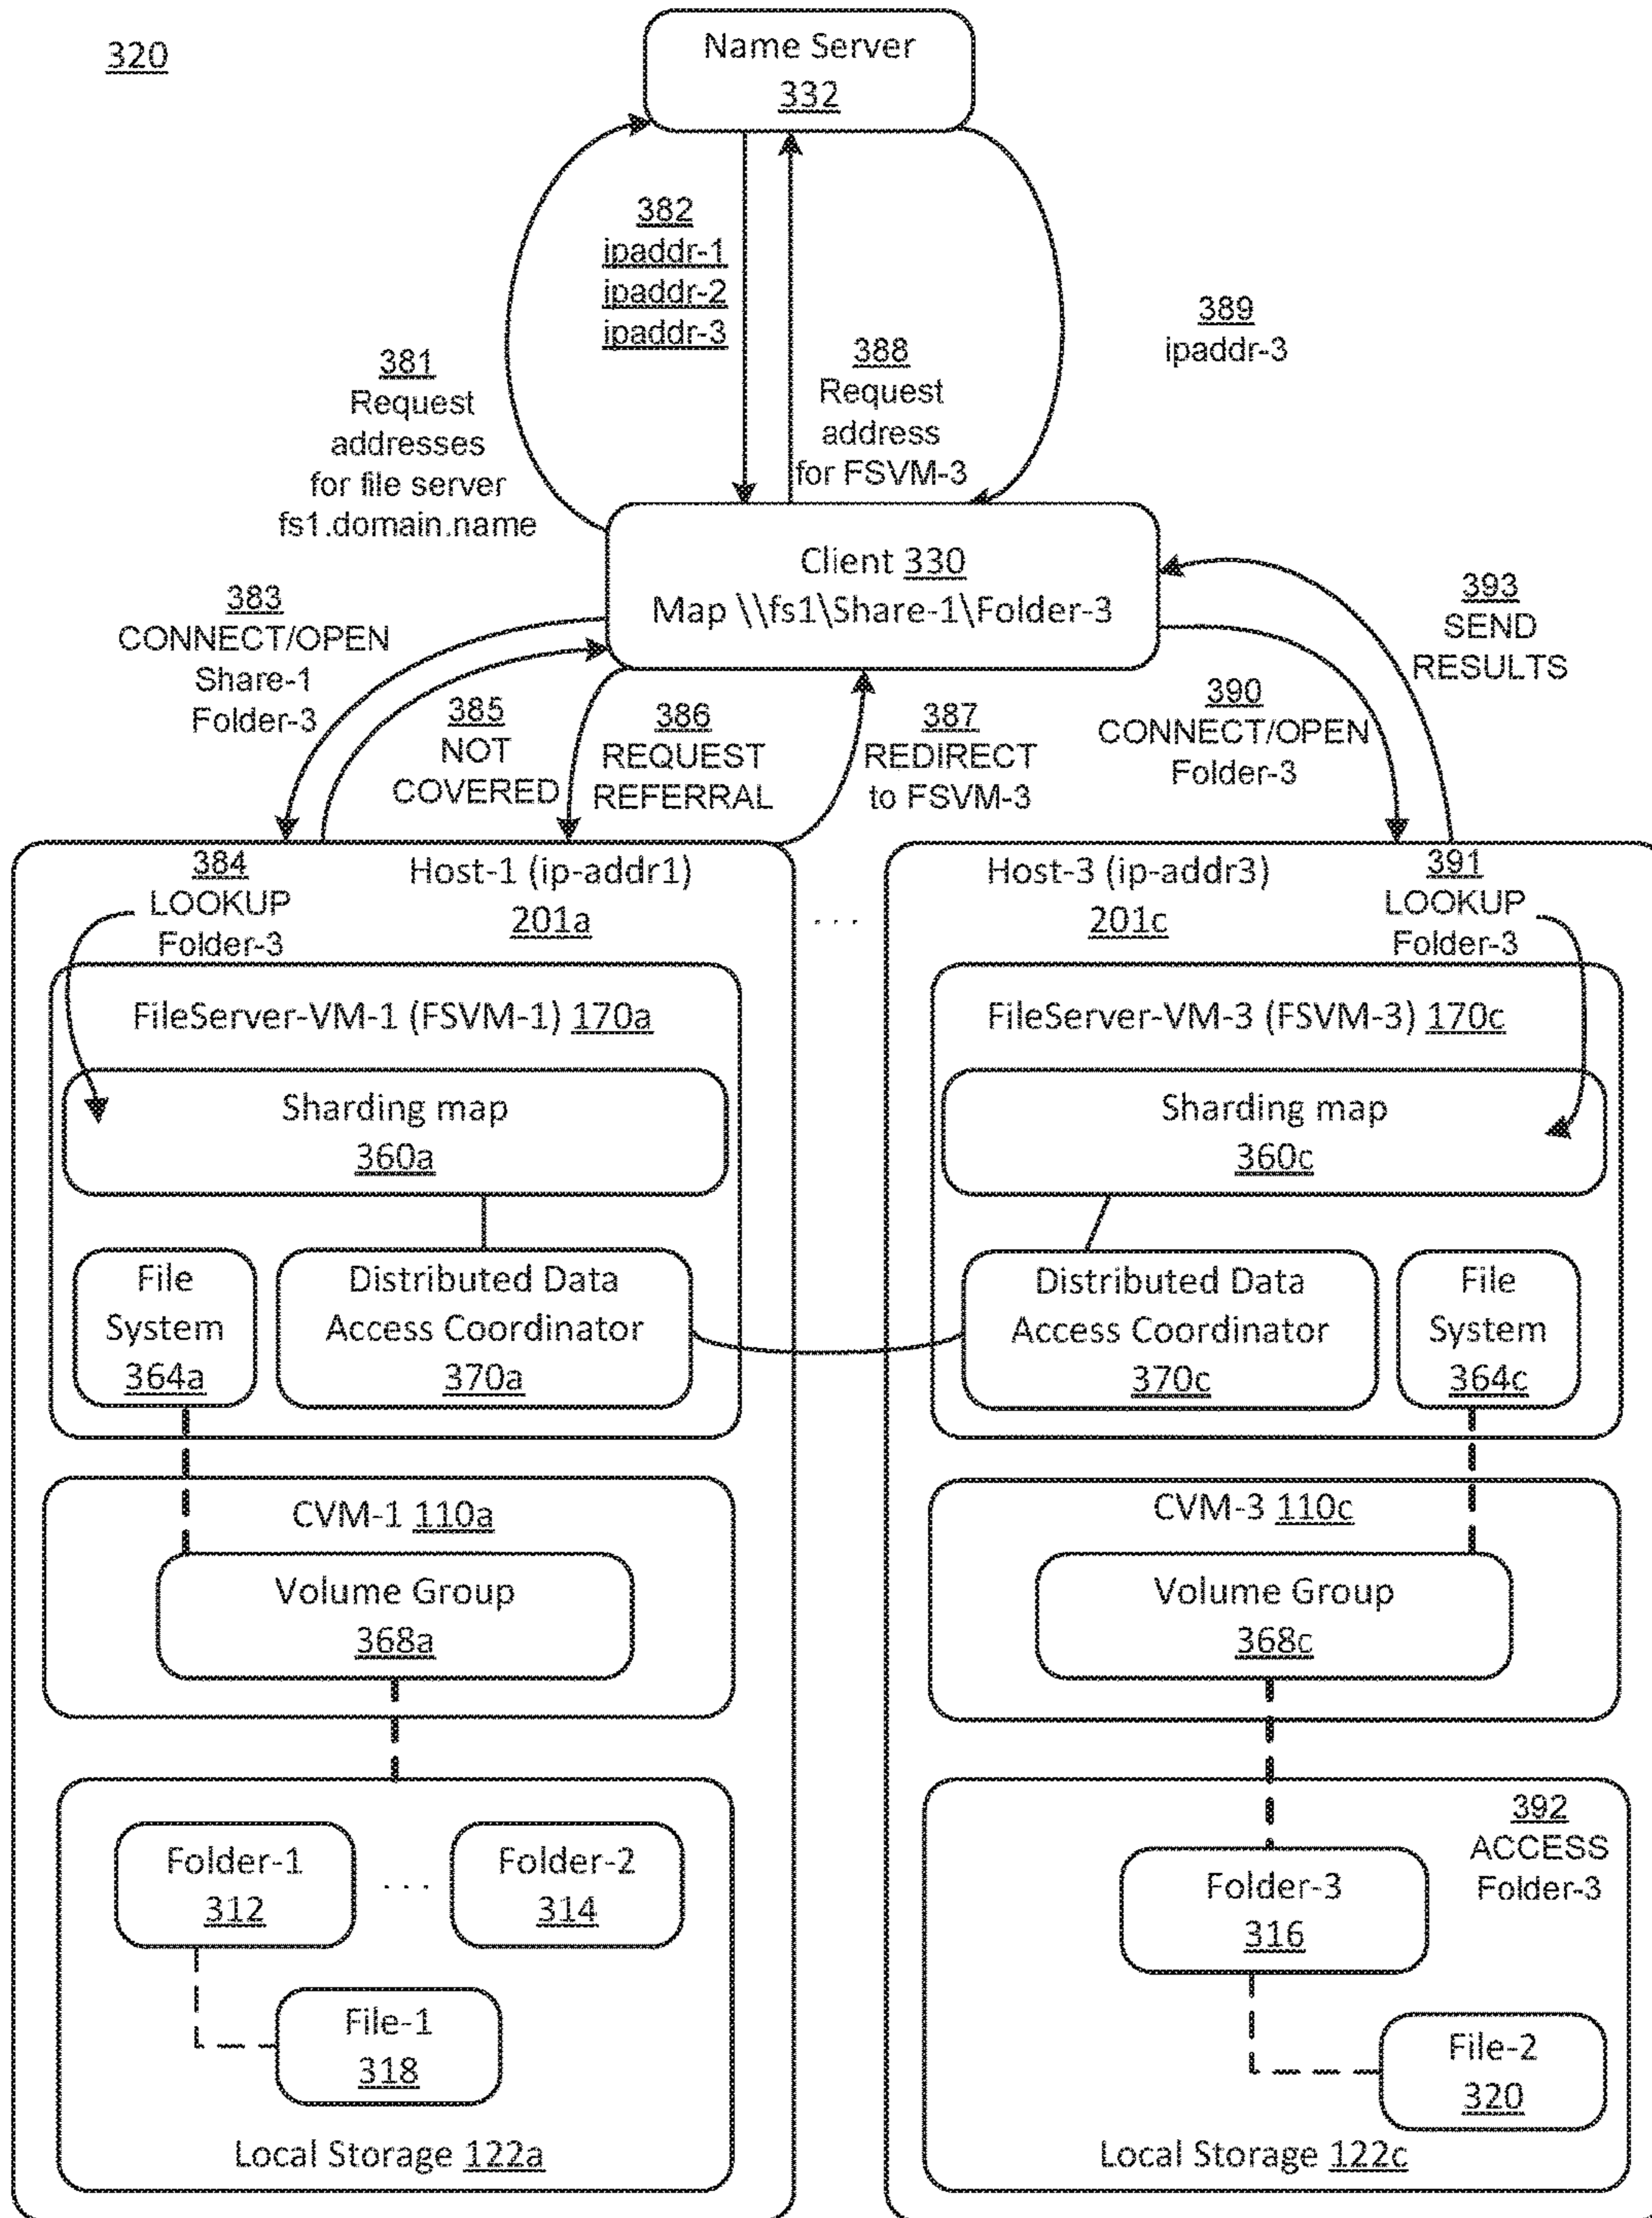 320
Name Server
332
382
ipaddr-1
ipaddr-2
ipaddr-3
389
ipaddr-3
381
Request
addresses
for file server
fs1.domain.name
388
Request
address
for FSVM-3
Client 330
Map \\fs1\Share-1\Folder-3
383
CONNECT/OPEN
Share-1
Folder-3
385
NOT
COVERED
386
REQUEST
REFERRAL
387
REDIRECT
to FSVM-3
390
CONNECT/OPEN
Folder-3
393
SEND
RESULTS
384
LOOKUP
Folder-3
Host-1 (ip-addr1)
201a
FileServer-VM-1 (FSVM-1) 170a
Sharding map
360a
File
System
364a
Distributed Data
Access Coordinator
370a
CVM-1 110a
Volume Group
368a
Folder-1
312
. . .
Folder-2
314
File-1
318
Local Storage 122a
. . .
Host-3 (ip-addr3)
201c
391
LOOKUP
Folder-3
FileServer-VM-3 (FSVM-3) 170c
Sharding map
360c
Distributed Data
Access Coordinator
370c
File
System
364c
CVM-3 110c
Volume Group
368c
392
ACCESS
Folder-3
Folder-3
316
File-2
320
Local Storage 122c